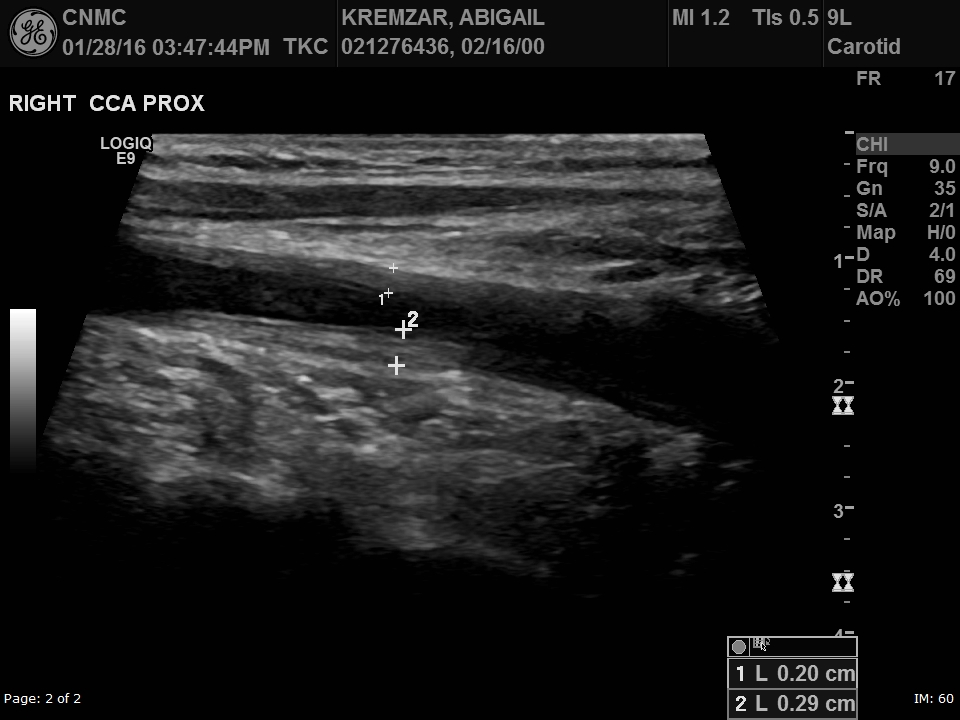 CNMC
01/28/16 03:47:44PM TKC
KREMZAR, ABIGAIL
021276436, 02/16/00
MI 1.2 TIs 0.5
9L
Carotid
FR 17
RIGHT CCA PROX
LOGIQ
E9
CHI
Frq 9.0
Gn 35
S/A 2/1
Map H/0
D 4.0
DR 69
AO% 100
1
1
2
2
3
4
1 L 0.20 cm
2 L 0.29 cm
Page: 2 of 2
IM: 60